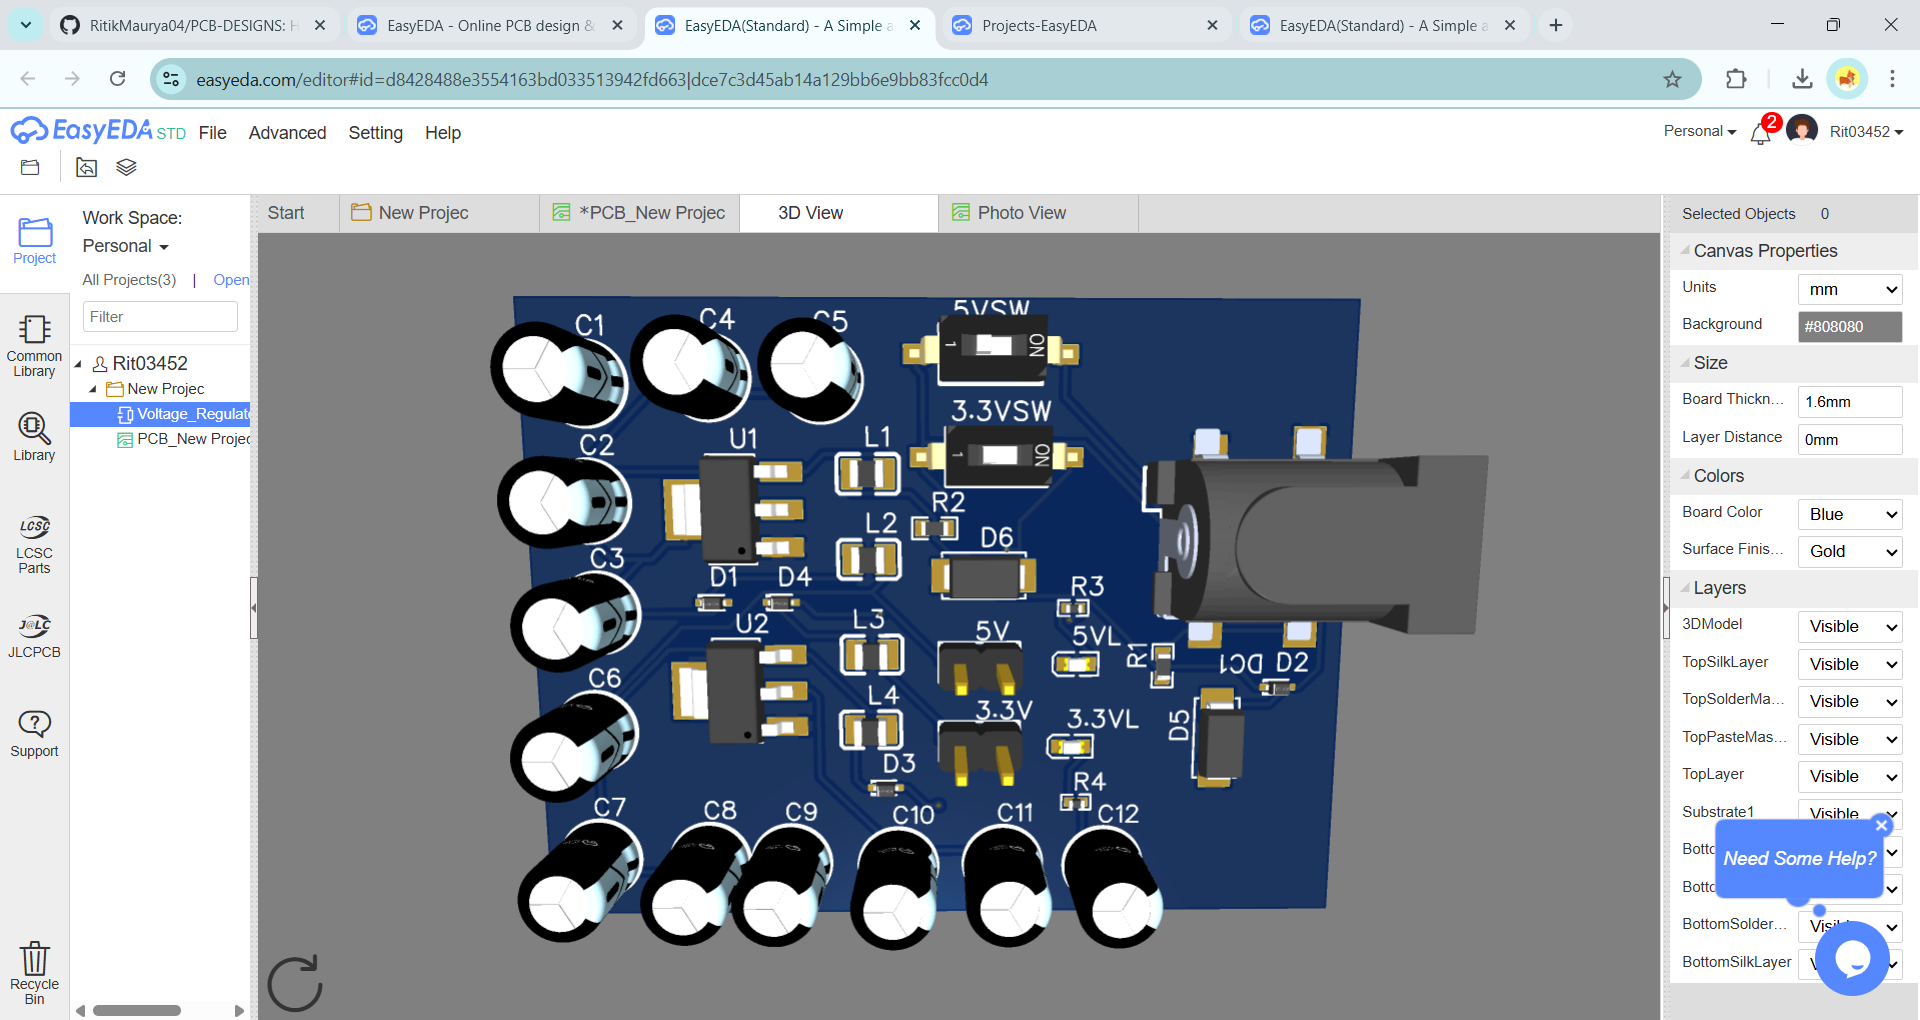 RitikMaurya04/PCB-DESIGNS: H
EasyEDA - Online PCB design &
EasyEDA(Standard) - A Simple a
Projects-EasyEDA
EasyEDA(Standard) - A Simple a
easyeda.com/editor#id=d8428488e3554163bd033513942fd663|dce7c3d45ab14a129bb6e9bb83fcc0d4
EasyEDA STD File Advanced Setting Help
Personal 2 Rit03452
Start New Projec *PCB_New Projec 3D View Photo View
Project
Common Library
Library
LCSC
LCSC Parts
J@LC
JLCPCB
Support
Recycle Bin
Work Space:
Personal
All Projects(3) | Open
Filter
Rit03452
New Projec
Voltage_Regulate
PCB_New Projec
C1 C4 C5 5VSW
1 ON
3.3VSW
1 ON
C2 U1 L1
R2
L2 D6
C3
D1 D4 R3
U2 L3 5V 5VL R1 DC1 D2
C6 L4 3.3V 3.3VL D5
D3 R4
C7 C8 C9 C10 C11 C12
Selected Objects 0
Canvas Properties
Units mm
Background #808080
Size
Board Thickn... 1.6mm
Layer Distance 0mm
Colors
Board Color Blue
Surface Finis... Gold
Layers
3DModel Visible
TopSilkLayer Visible
TopSolderMa... Visible
TopPasteMas... Visible
TopLayer Visible
Substrate1 Visible
Botto
Botto
BottomSolder... Visi
BottomSilkLayer V
Need Some Help?